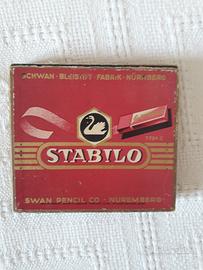 SCHWAN-BLEISTIFT-FABRIK-NÜRNBERG
STABILO
SWAN PENCIL CO - NUREMBERG